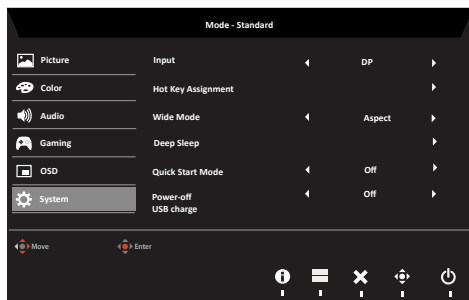 Mode - Standard
Picture
Input
DP
Color
Hot Key Assignment
Audio
Wide Mode
Aspect
Gaming
Deep Sleep
OSD
Quick Start Mode
Off
System
Power-off
USB charge
Off
Move
Enter